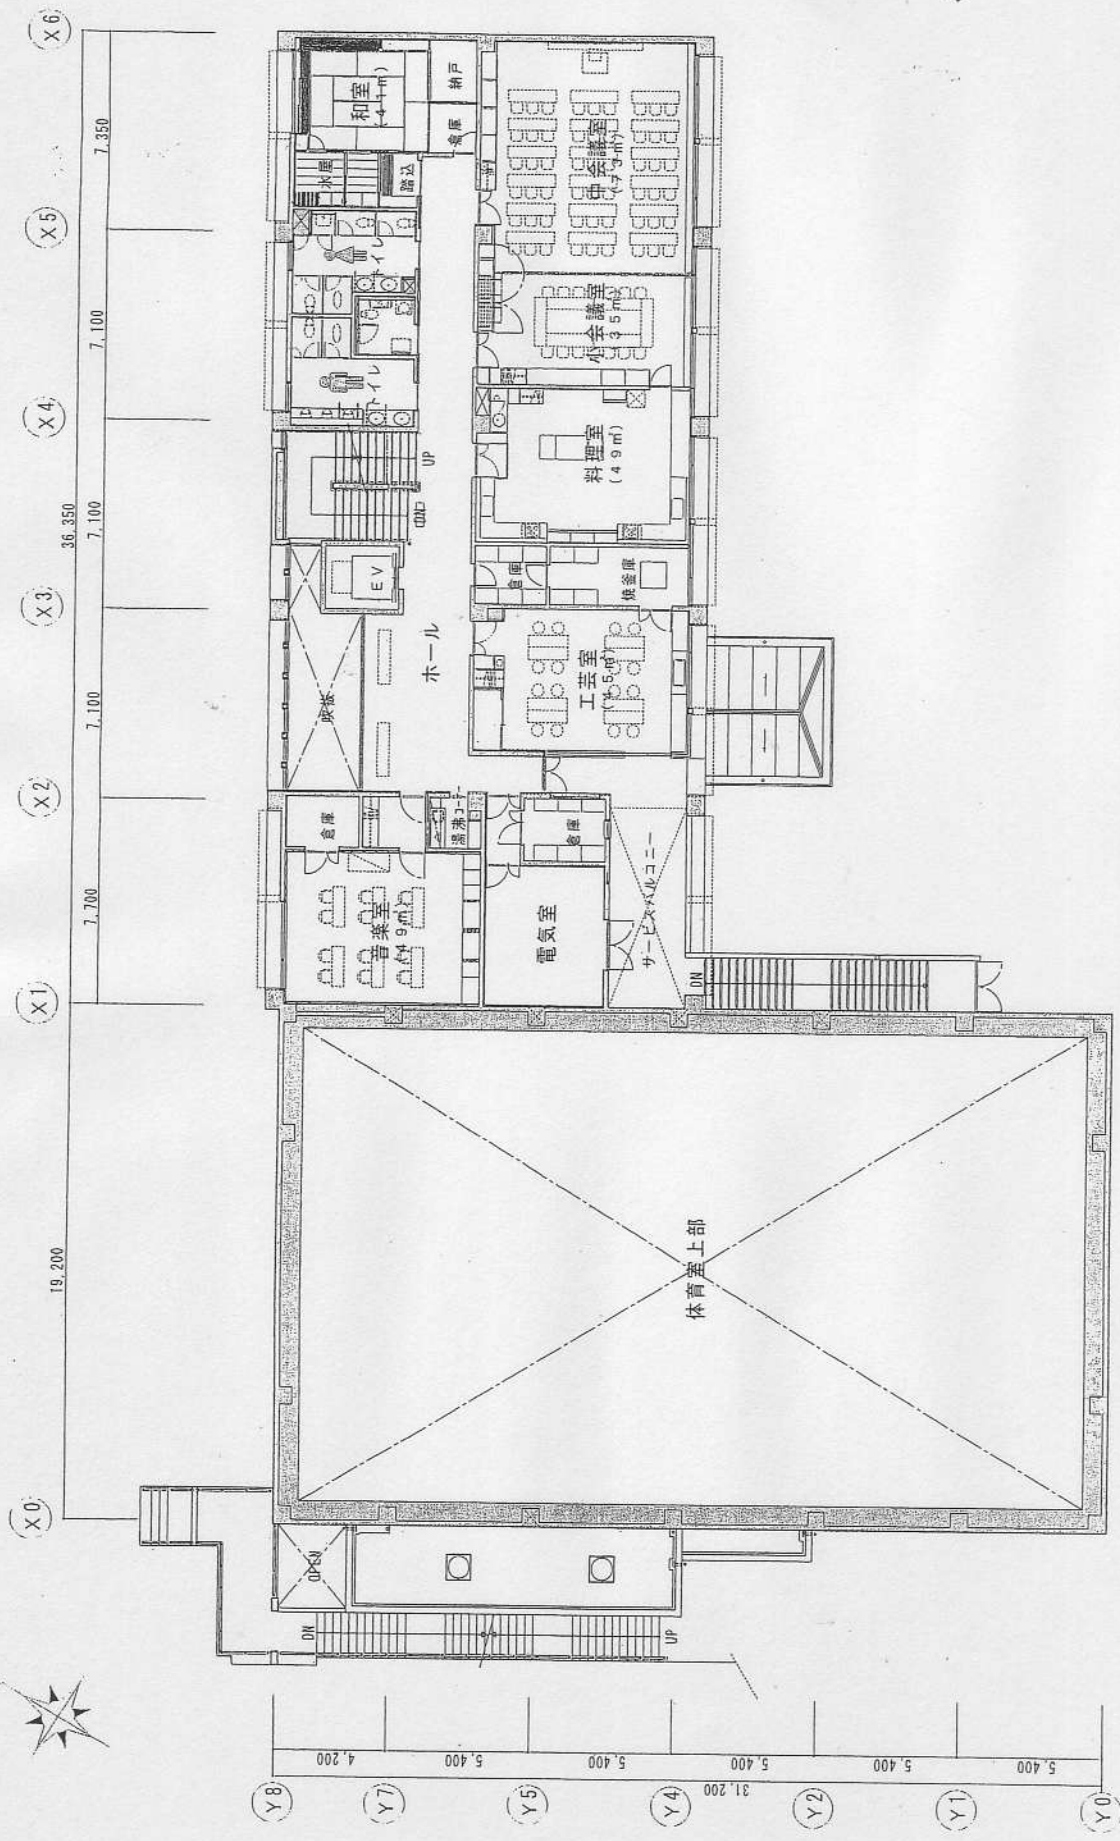 X0
X1
X2
X3
X4
X5
X6
36,350
19,200
7,700
7,100
7,100
7,100
7,350
倉庫
音楽室
(49㎡)
吹抜
EV
UP
トイレ
トイレ
水屋
踏込
和室
(41㎡)
倉庫
納戸
湯沸コーナー
ホール
電気室
倉庫
サービスバルコニー
DN
工芸室
(45㎡)
倉庫
焼釜庫
料理室
(49㎡)
小会議室
(35㎡)
中会議室
(73㎡)
体育室上部
OPEN
DN
UP
Y8
Y7
Y5
Y4
Y2
Y1
Y0
4,200
5,400
5,400
5,400
5,400
5,400
31,200